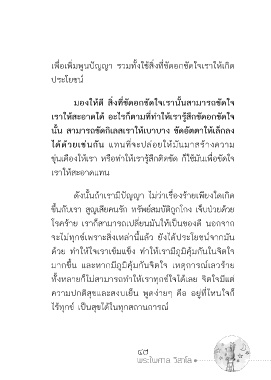 เพื่อเพิ่มพูนปัญญา รวมทั้งใช้สิ่งที่ขัดอกขัดใจเราให้เกิด
ประโยชน์
มองให้ดี สิ่งที่ขัดอกขัดใจเรานั้นสามารถขัดใจ
เราให้สะอาดได้ อะไรก็ตามที่ทำให้เรารู้สึกขัดอกขัดใจ
นั้น สามารถขัดกิเลสเราให้เบาบาง ขัดอัตตาให้เล็กลง
ได้ด้วยเช่นกัน แทนที่จะปล่อยให้มันมาสร้างความ
ขุ่นเคืองให้เรา หรือทำให้เรารู้สึกติดขัด ก็ใช้มันเพื่อขัดใจ
เราให้สะอาดแทน
ดังนั้นถ้าเรามีปัญญา ไม่ว่าเรื่องร้ายเพียงใดเกิด
ขึ้นกับเรา สูญเสียคนรัก ทรัพย์สมบัติถูกโกง เจ็บป่วยด้วย
โรคร้าย เราก็สามารถเปลี่ยนมันให้เป็นของดี นอกจาก
จะไม่ทุกข์เพราะสิ่งเหล่านี้แล้ว ยังได้ประโยชน์จากมัน
ด้วย ทำให้ใจเราเข้มแข็ง ทำให้เรามีภูมิคุ้มกันในจิตใจ
มากขึ้น และหากมีภูมิคุ้มกันจิตใจ เหตุการณ์เลวร้าย
ทั้งหลายก็ไม่สามารถทำให้เราทุกข์ใจได้เลย จิตใจมีแต่
ความปกติสุขและสงบเย็น พูดง่ายๆ คือ อยู่ที่ไหนใจก็
ไร้ทุกข์ เป็นสุขได้ในทุกสถานการณ์
๔๗
พระไพศาล วิสาโล